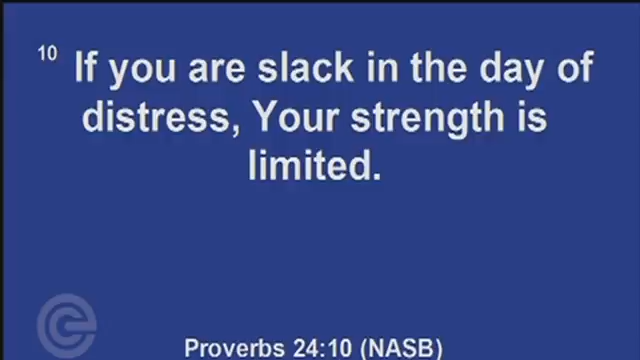 10 If you are slack in the day of
distress, Your strength is
limited.
Proverbs 24:10 (NASB)